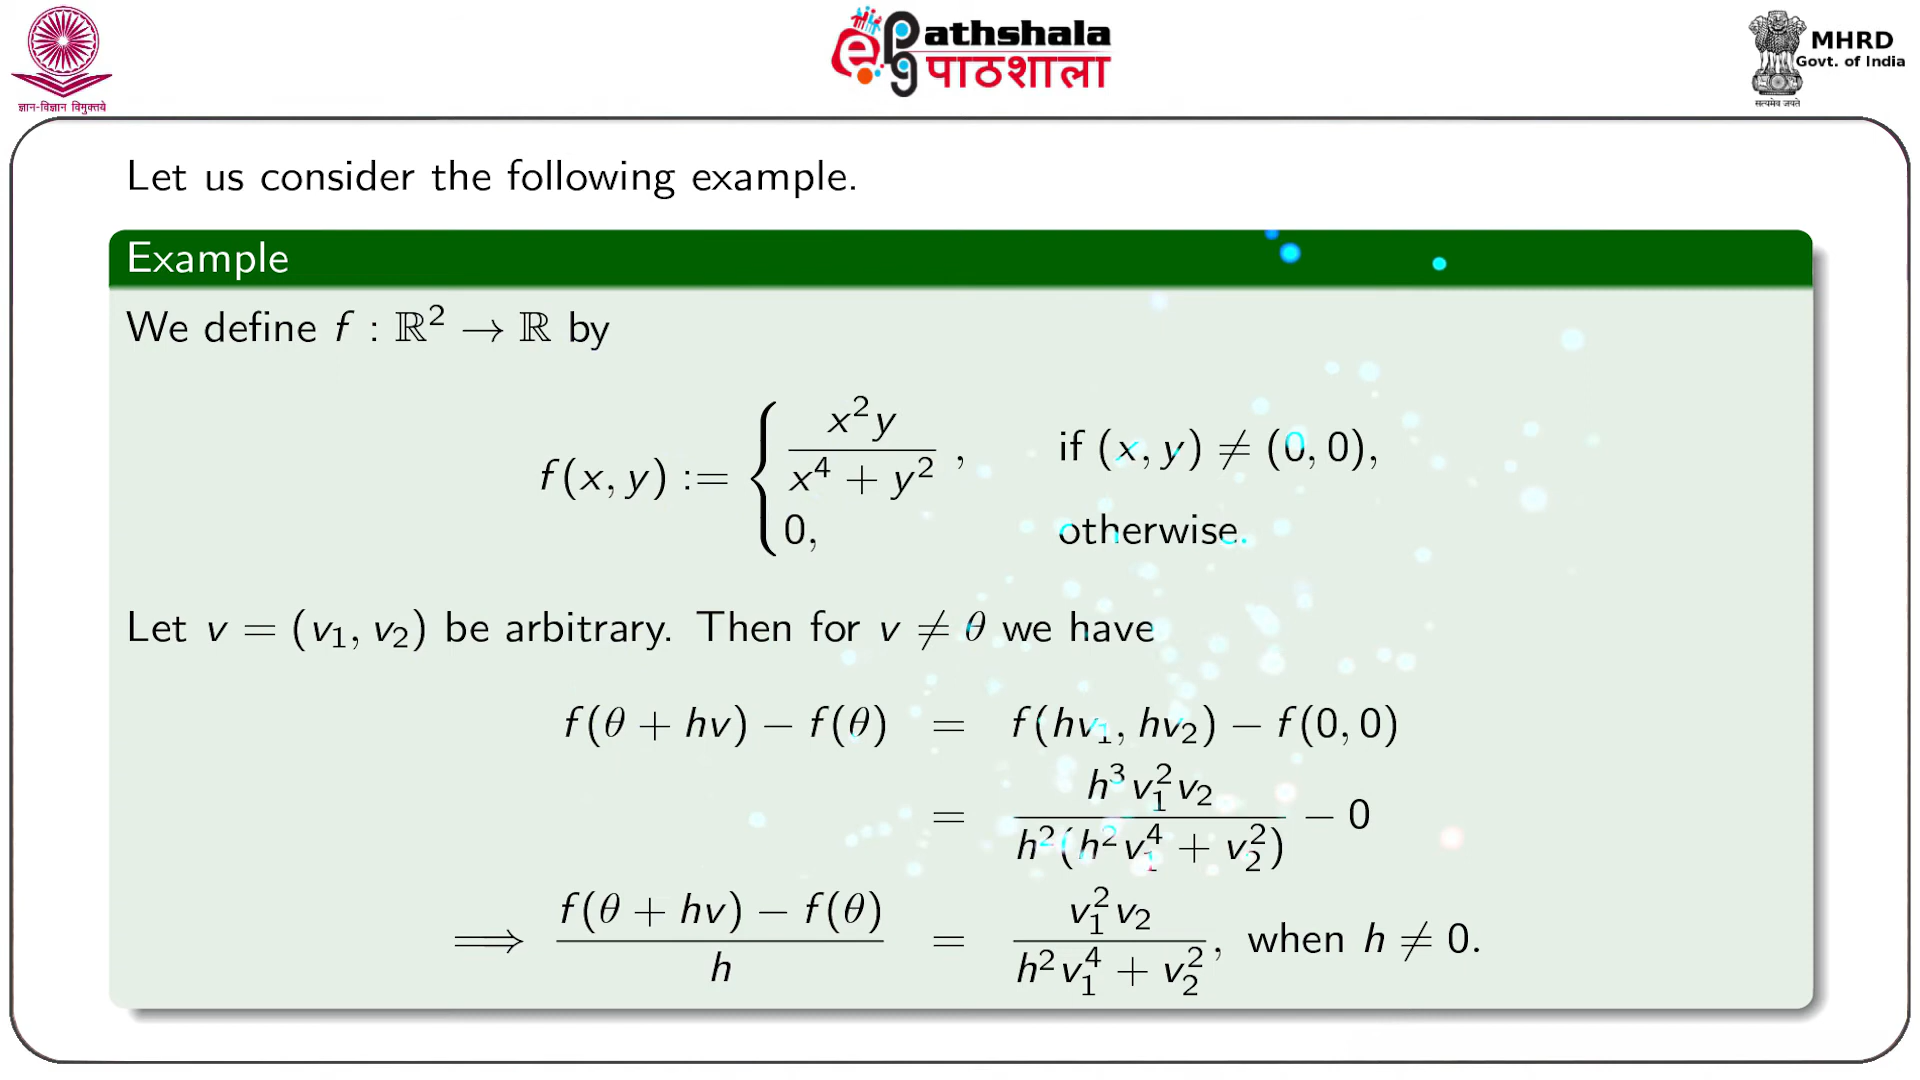 ज्ञान-विज्ञान विमुक्तये
ePG Pathshala
पाठशाला
MHRD
Govt. of India
सत्यमेव जयते
Let us consider the following example.
Example
We define f : ℝ² → ℝ by
f(x, y) := { x²y / (x⁴ + y²) , if (x, y) ≠ (0, 0),
0, otherwise.
Let v = (v₁, v₂) be arbitrary. Then for v ≠ θ we have
f(θ + hv) − f(θ) = f(hv₁, hv₂) − f(0, 0)
= h³v₁²v₂ / h²(h²v₁⁴ + v₂²) − 0
⟹ f(θ + hv) − f(θ) / h = v₁²v₂ / h²v₁⁴ + v₂² , when h ≠ 0.